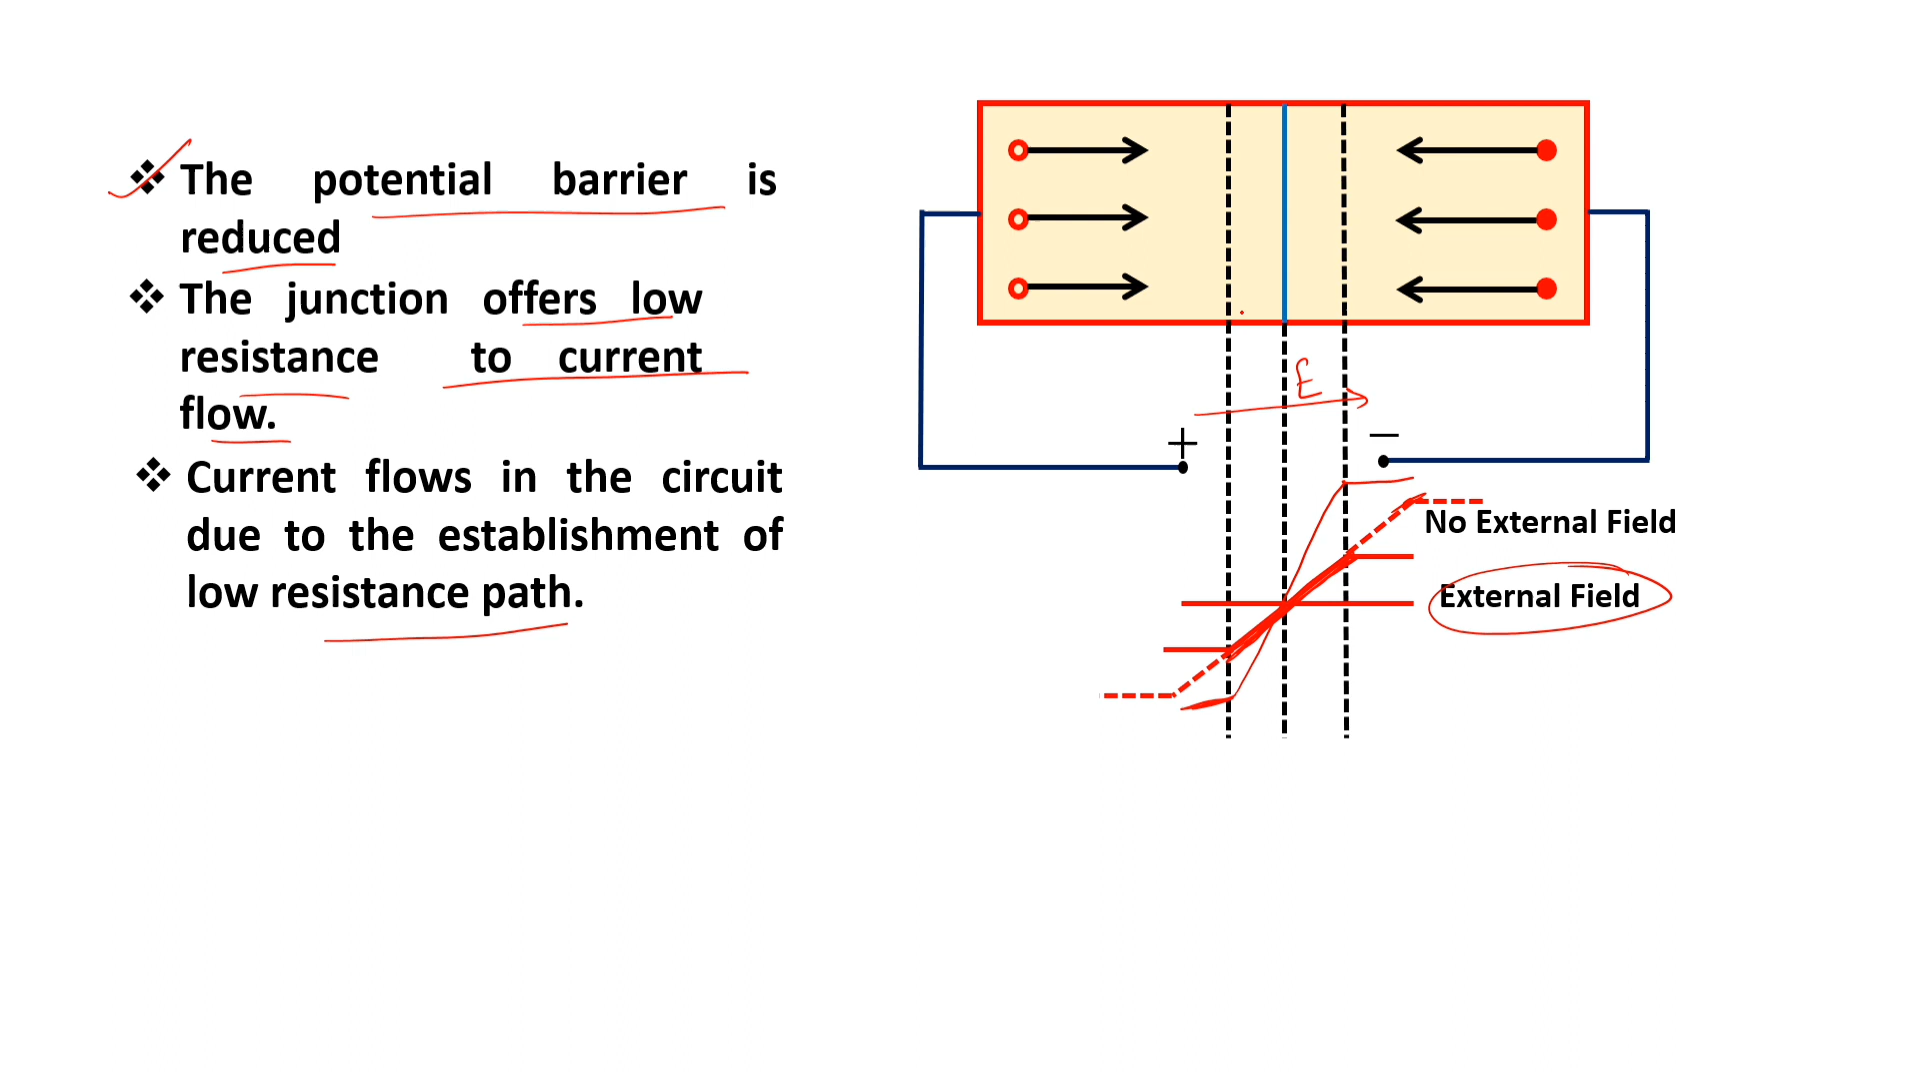 ❖ The potential barrier is
reduced
❖ The junction offers low
resistance to current
flow.
❖ Current flows in the circuit
due to the establishment of
low resistance path.
E
+ −
No External Field
External Field